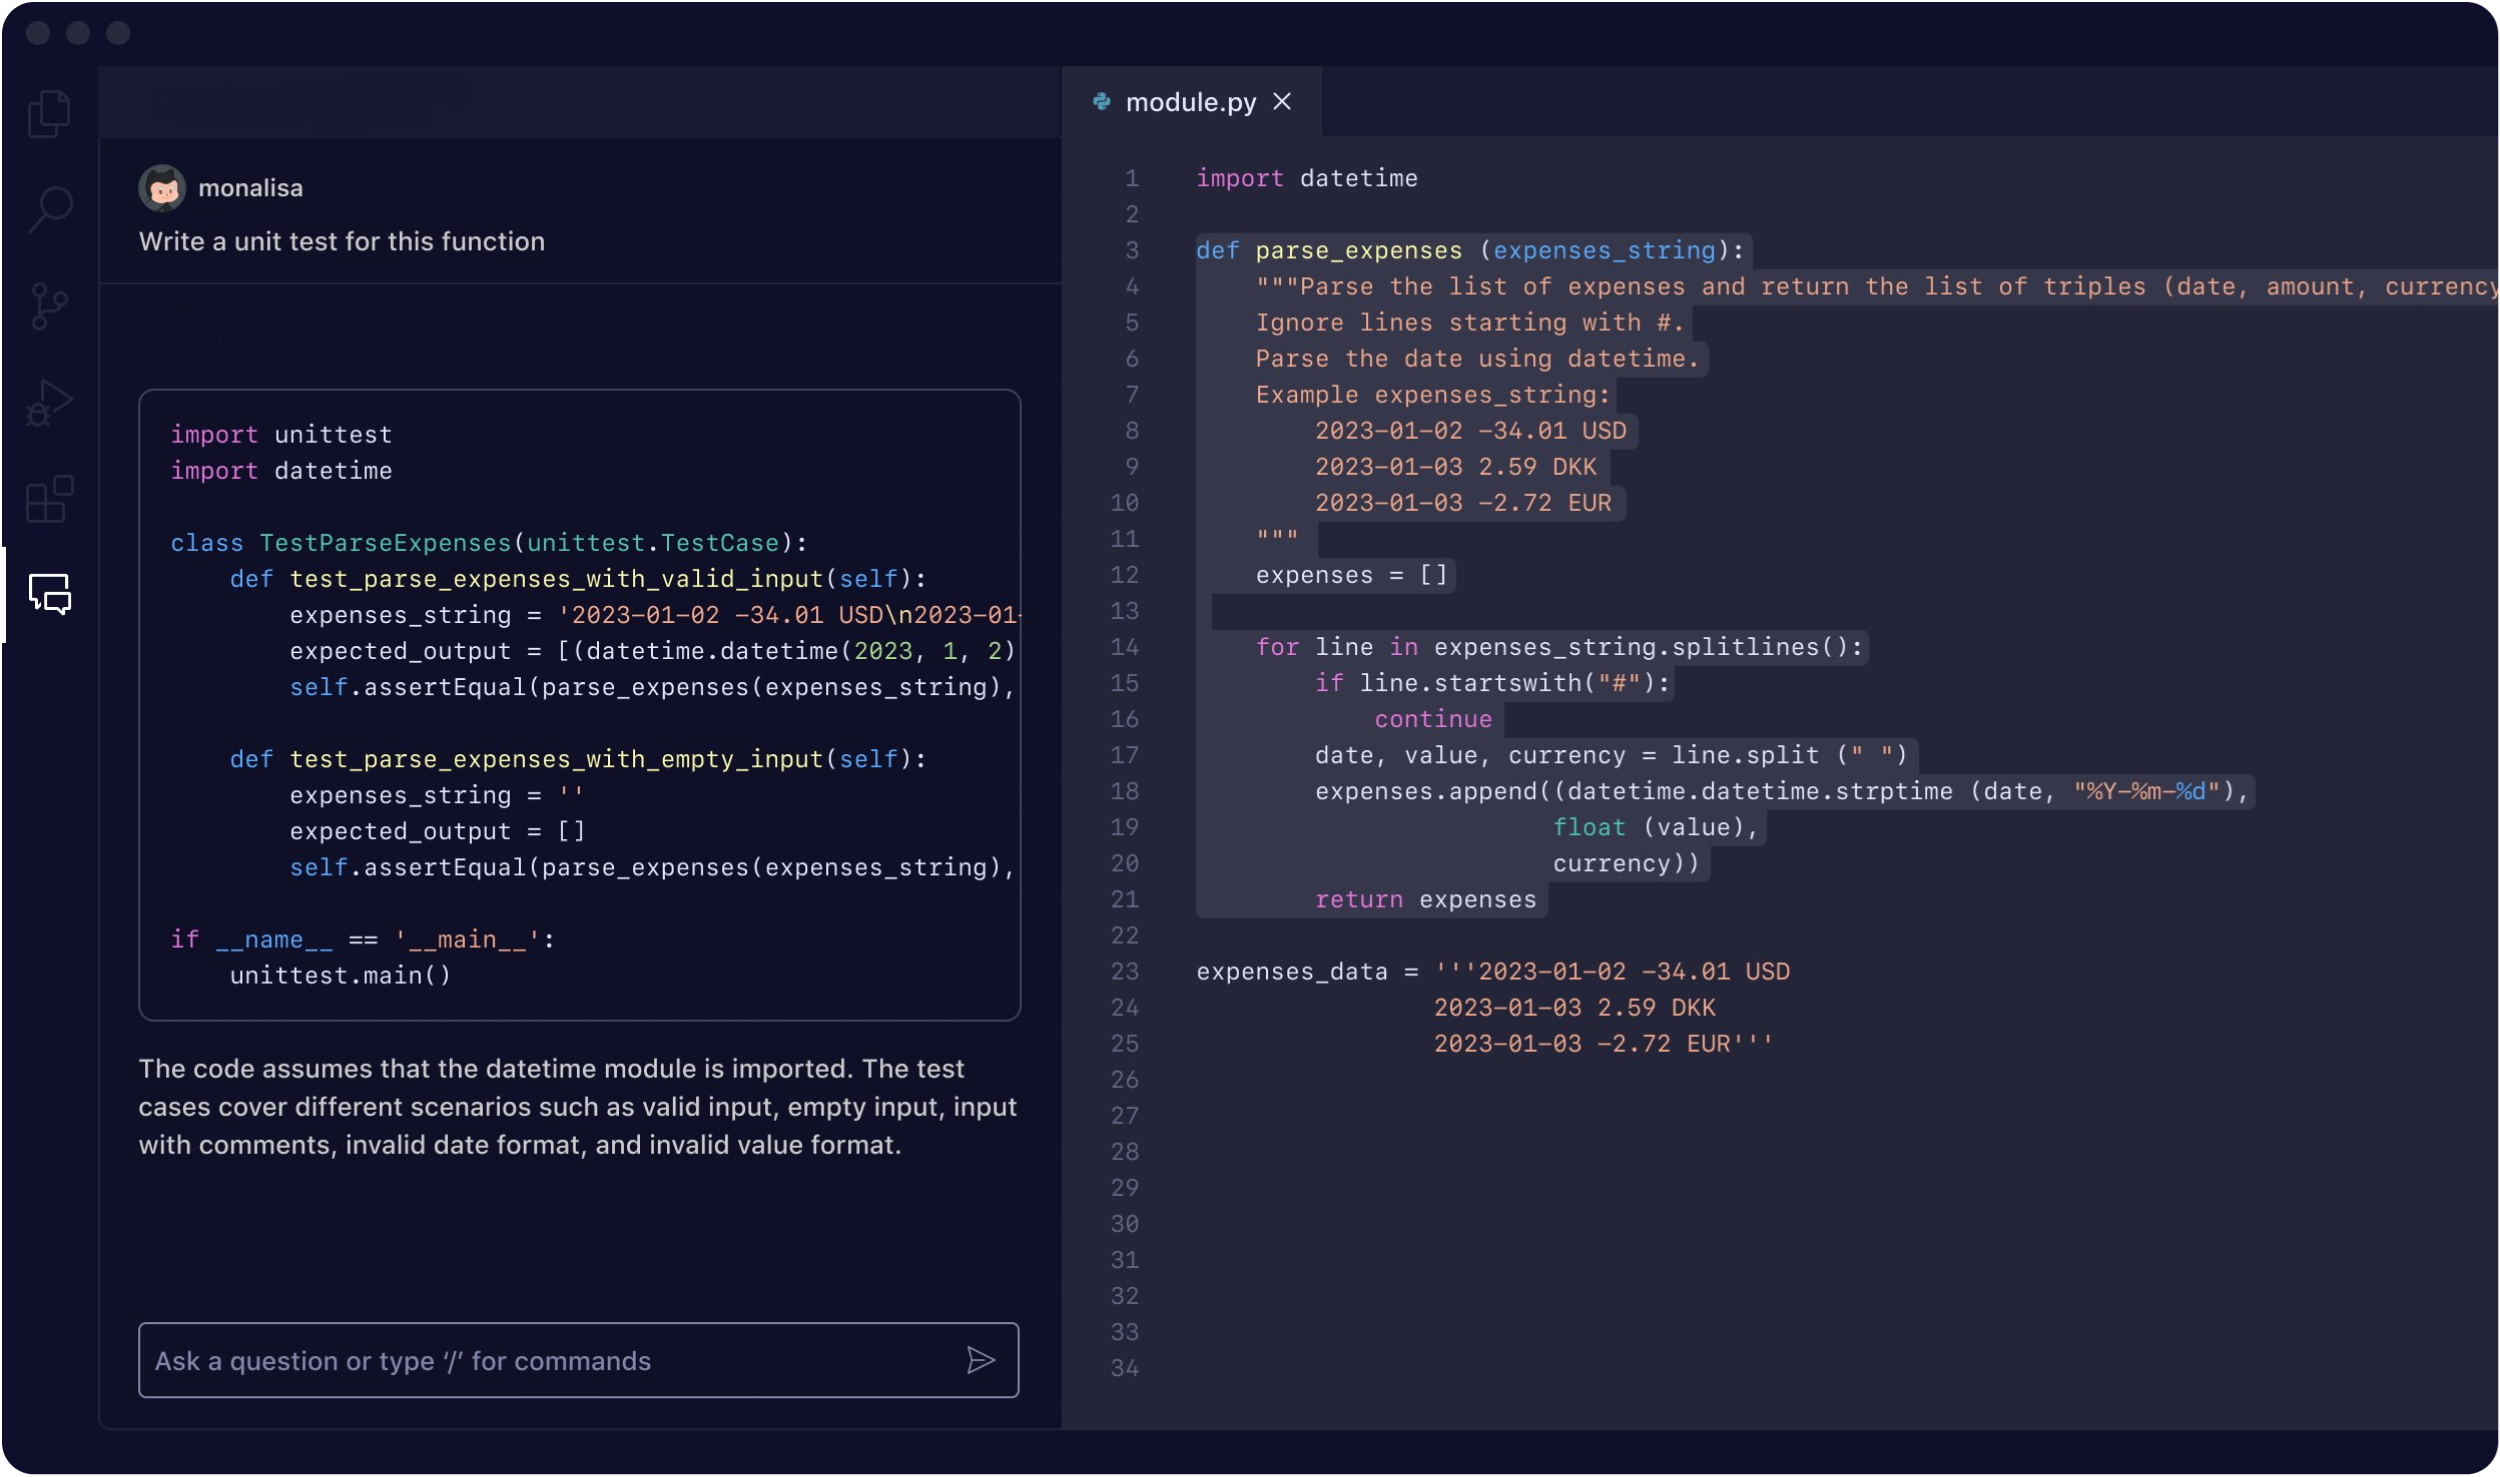 monalisa
Write a unit test for this function
import unittest
import datetime
class TestParseExpenses(unittest.TestCase):
def test_parse_expenses_with_valid_input(self):
expenses_string = '2023-01-02 -34.01 USD\n2023-01-
expected_output = [(datetime.datetime(2023, 1, 2)
self.assertEqual(parse_expenses(expenses_string),
def test_parse_expenses_with_empty_input(self):
expenses_string = ''
expected_output = []
self.assertEqual(parse_expenses(expenses_string),
if __name__ == '__main__':
unittest.main()
The code assumes that the datetime module is imported. The test
cases cover different scenarios such as valid input, empty input, input
with comments, invalid date format, and invalid value format.
Ask a question or type ‘/’ for commands
module.py
1 import datetime
2
3 def parse_expenses (expenses_string):
4 """Parse the list of expenses and return the list of triples (date, amount, currency
5 Ignore lines starting with #.
6 Parse the date using datetime.
7 Example expenses_string:
8 2023-01-02 -34.01 USD
9 2023-01-03 2.59 DKK
10 2023-01-03 -2.72 EUR
11 """
12 expenses = []
13
14 for line in expenses_string.splitlines():
15 if line.startswith("#"):
16 continue
17 date, value, currency = line.split (" ")
18 expenses.append((datetime.datetime.strptime (date, "%Y-%m-%d"),
19 float (value),
20 currency))
21 return expenses
22
23 expenses_data = '''2023-01-02 -34.01 USD
24 2023-01-03 2.59 DKK
25 2023-01-03 -2.72 EUR'''
26
27
28
29
30
31
32
33
34